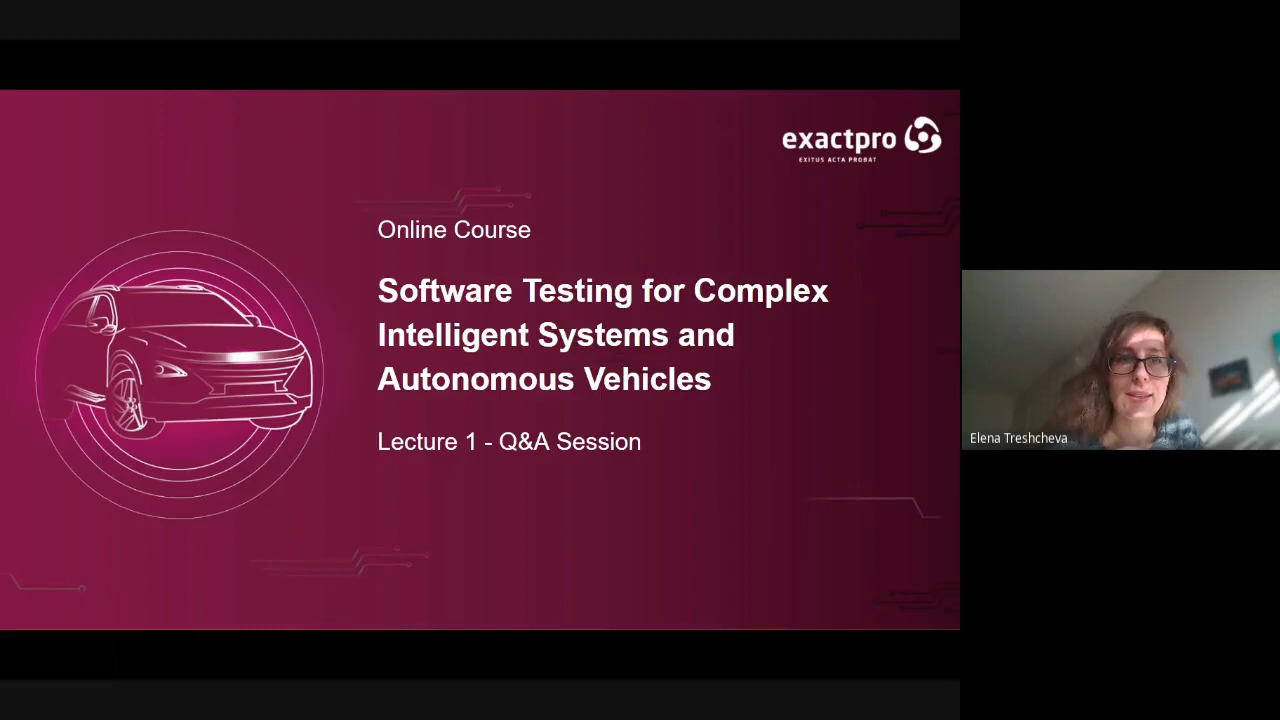 exactpro
EXITUS ACTA PROBAT
Online Course
Software Testing for Complex
Intelligent Systems and
Autonomous Vehicles
Lecture 1 - Q&A Session
Elena Treshcheva